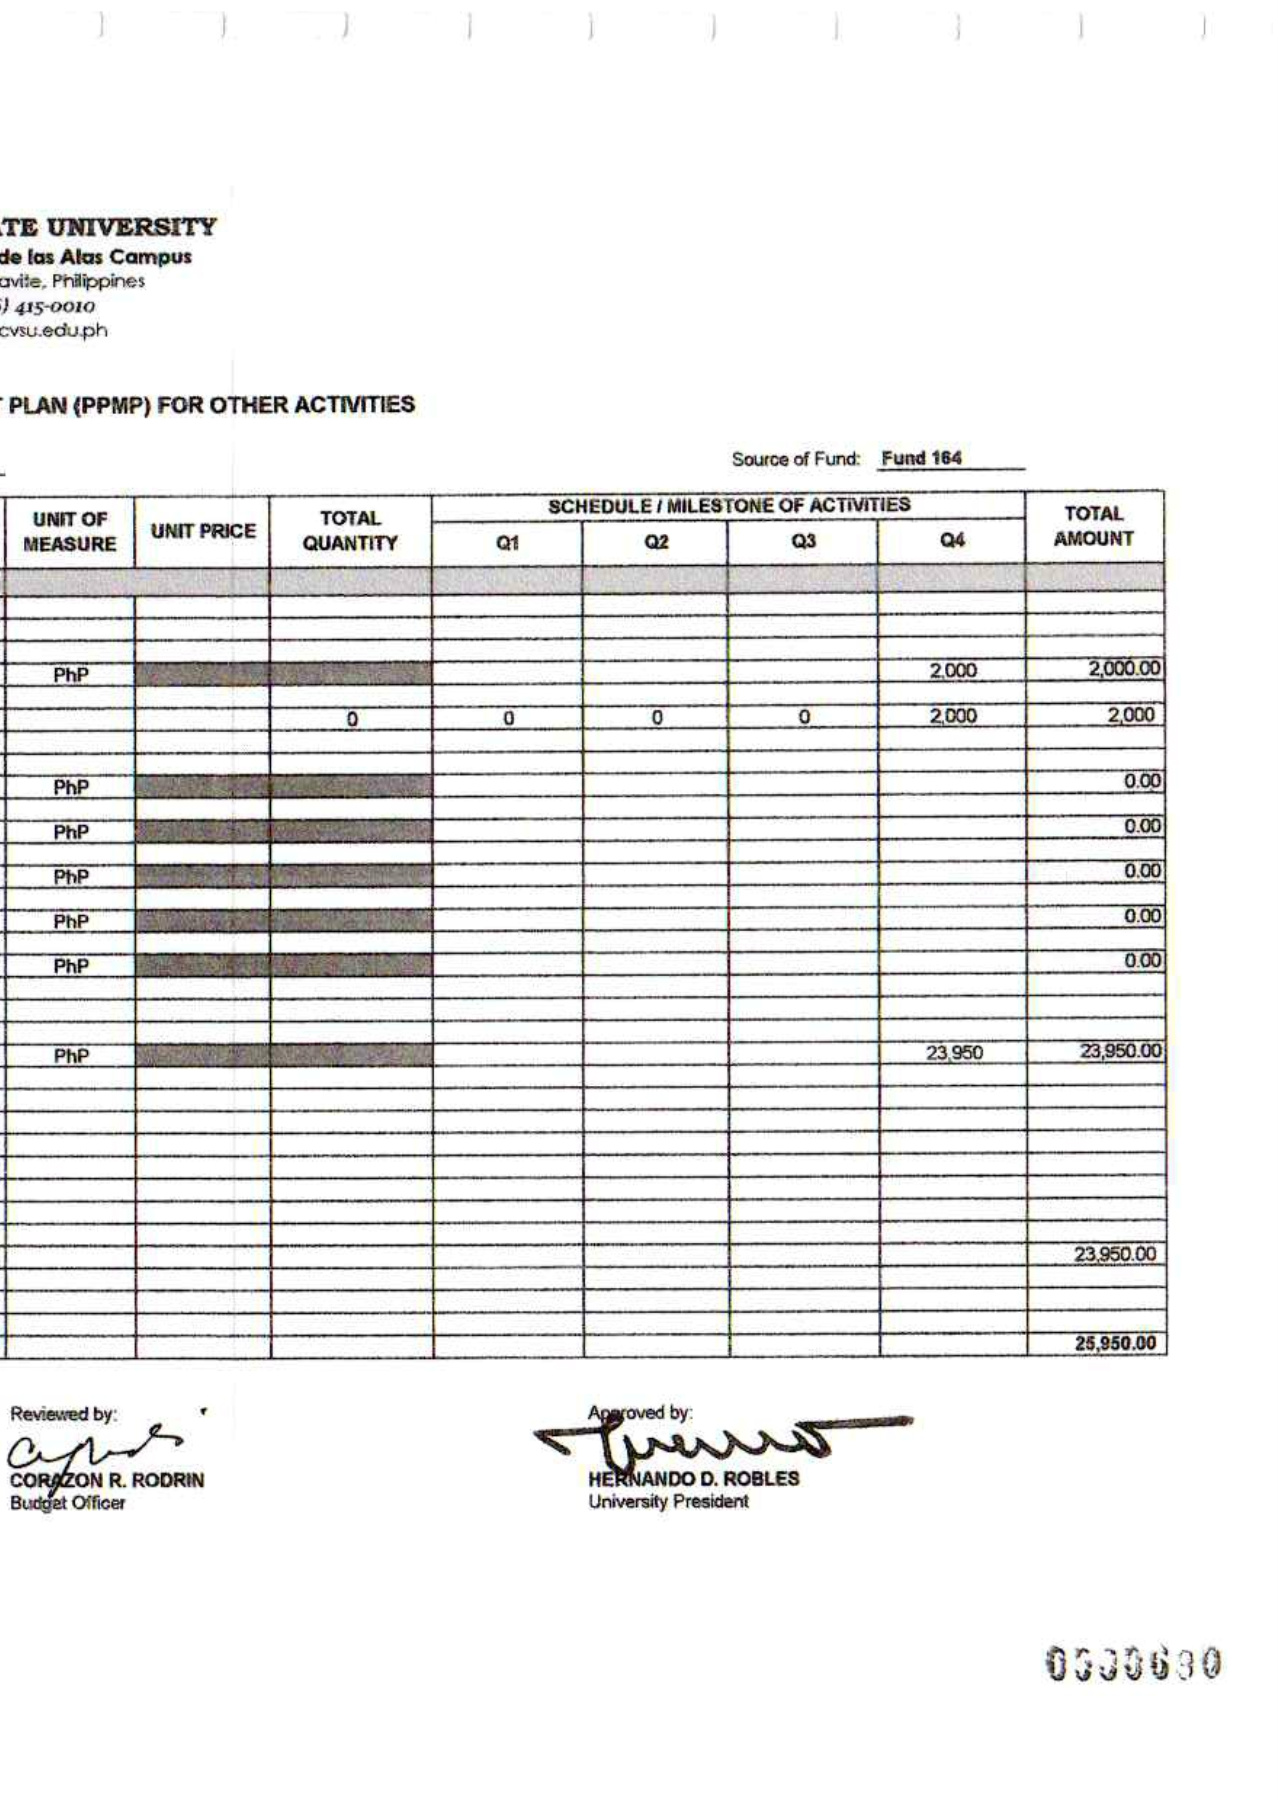 TE UNIVERSITY
de las Alas Campus
avite, Philippines
) 415-0010
cvsu.edu.ph
PLAN (PPMP) FOR OTHER ACTIVITIES
Source of Fund: Fund 164
UNIT OF MEASURE UNIT PRICE TOTAL QUANTITY SCHEDULE / MILESTONE OF ACTIVITIES TOTAL AMOUNT
Q1 Q2 Q3 Q4
PhP 2,000 2,000.00
0 0 0 0 2,000 2,000
PhP 0.00
PhP 0.00
PhP 0.00
PhP 0.00
PhP 0.00
PhP 23,950 23,950.00
23,950.00
25,950.00
Reviewed by: Approved by:
CORAZON R. RODRIN HERNANDO D. ROBLES
Budget Officer University President